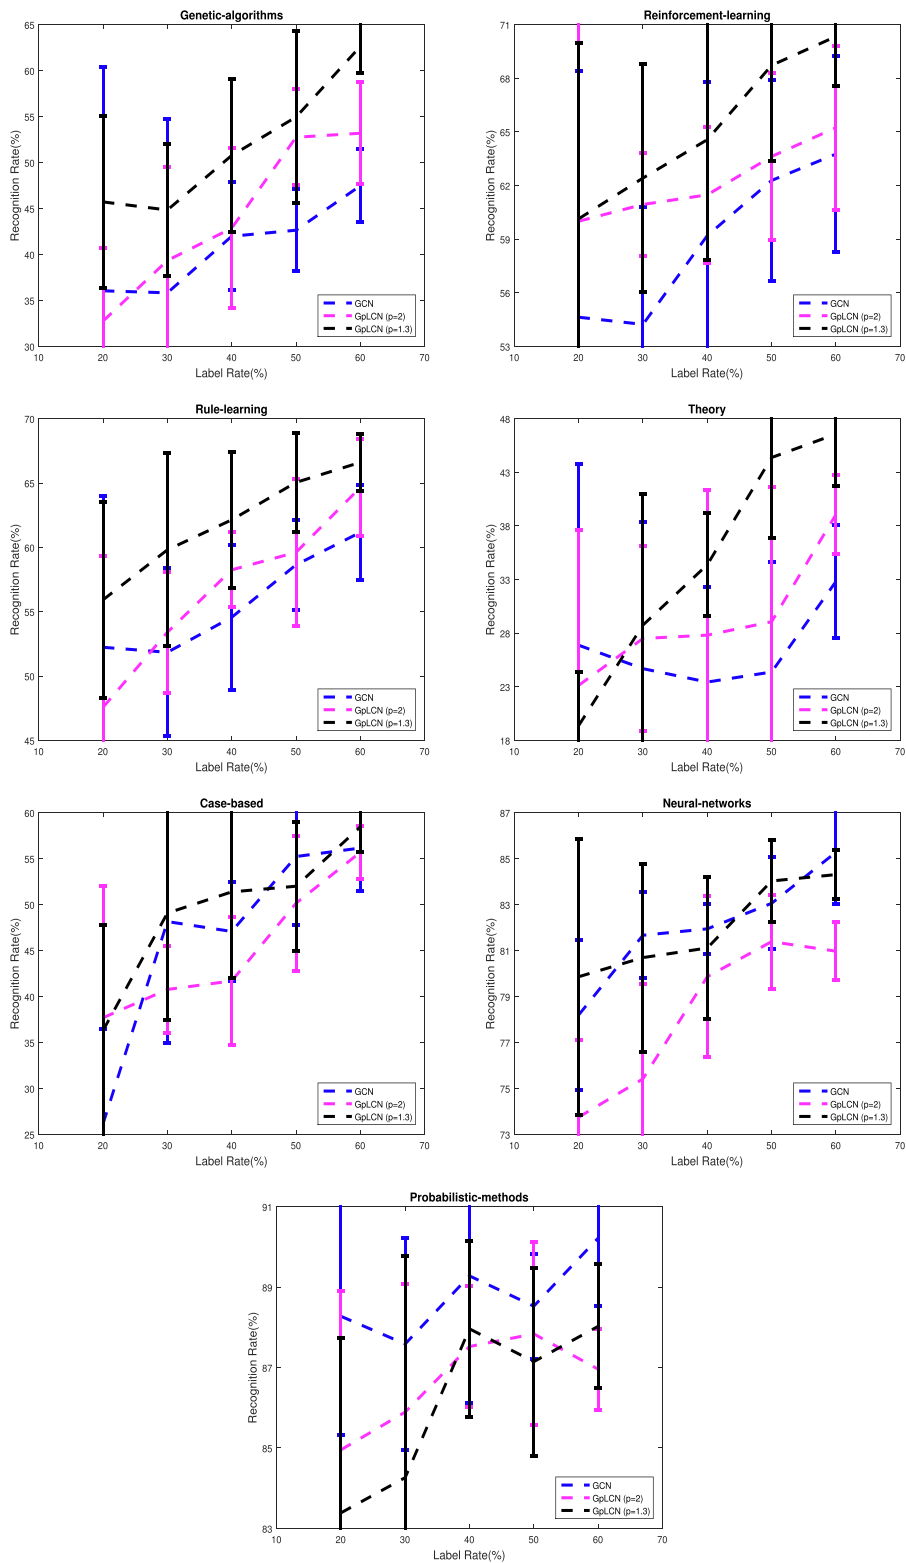 Genetic-algorithms
Recognition Rate(%)
65
60
55
50
45
40
35
30
10 20 30 40 50 60 70
Label Rate(%)
GCN
GpLCN (p=2)
GpLCN (p=1.3)
Reinforcement-learning
Recognition Rate(%)
71
68
65
62
59
56
53
10 20 30 40 50 60 70
Label Rate(%)
GCN
GpLCN (p=2)
GpLCN (p=1.3)
Rule-learning
Recognition Rate(%)
70
65
60
55
50
45
10 20 30 40 50 60 70
Label Rate(%)
GCN
GpLCN (p=2)
GpLCN (p=1.3)
Theory
Recognition Rate(%)
48
43
38
33
28
23
18
10 20 30 40 50 60 70
Label Rate(%)
GCN
GpLCN (p=2)
GpLCN (p=1.3)
Case-based
Recognition Rate(%)
60
55
50
45
40
35
30
25
10 20 30 40 50 60 70
Label Rate(%)
GCN
GpLCN (p=2)
GpLCN (p=1.3)
Neural-networks
Recognition Rate(%)
87
85
83
81
79
77
75
73
10 20 30 40 50 60 70
Label Rate(%)
GCN
GpLCN (p=2)
GpLCN (p=1.3)
Probabilistic-methods
Recognition Rate(%)
91
89
87
85
83
10 20 30 40 50 60 70
Label Rate(%)
GCN
GpLCN (p=2)
GpLCN (p=1.3)